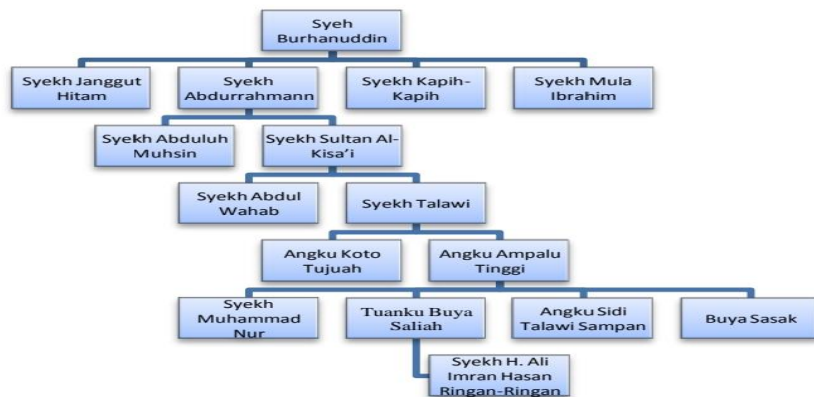 Syeh
Burhanuddin
Syekh Janggut
Hitam
Syekh
Abdurrahmann
Syekh Kapih-
Kapih
Syekh Mula
Ibrahim
Syekh Abduluh
Muhsin
Syekh Sultan Al-
Kisa'i
Syekh Abdul
Wahab
Syekh Talawi
Angku Koto
Tujuah
Angku Ampalu
Tinggi
Syekh
Muhammad
Nur
Tuanku Buya
Saliah
Angku Sidi
Talawi Sampan
Buya Sasak
Syekh H. Ali
Imran Hasan
Ringan-Ringan